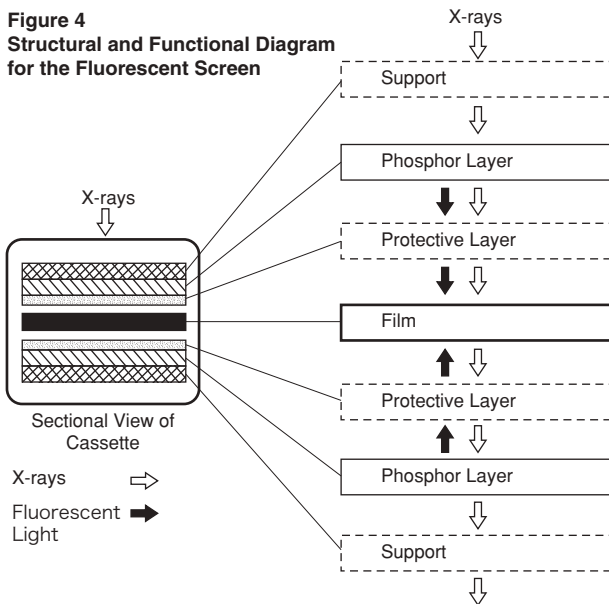 Figure 4
Structural and Functional Diagram
for the Fluorescent Screen
X-rays
Support
Phosphor Layer
Protective Layer
Film
Protective Layer
Phosphor Layer
Support
X-rays
Sectional View of
Cassette
X-rays
Fluorescent
Light